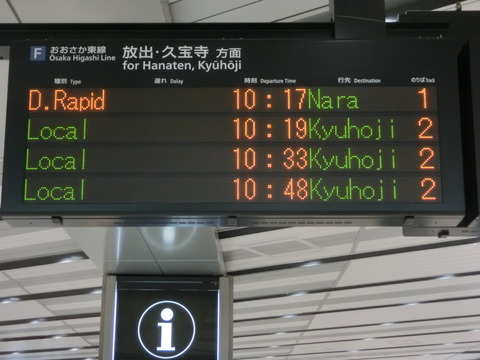 F おおさか東線 放出・久宝寺 方面
Osaka Higashi Line for Hanaten, Kyūhōji
種別 Type 遅れ Delay 時刻 Departure Time 行先 Destination のりば Track
D.Rapid 10:17 Nara 1
Local 10:19 Kyuhoji 2
Local 10:33 Kyuhoji 2
Local 10:48 Kyuhoji 2
i